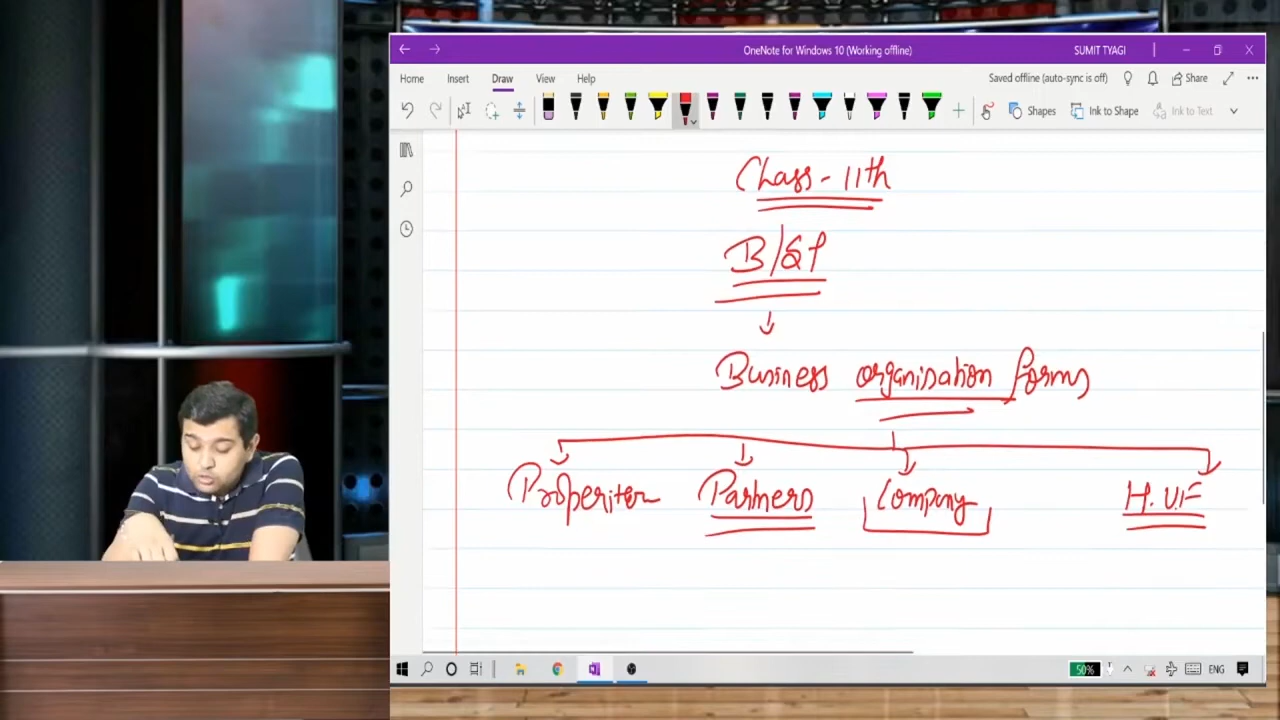 OneNote for Windows 10 (Working offline)
SUMIT TYAGI
Home Insert Draw View Help
Saved offline (auto-sync is off)
Share
Shapes
Ink to Shape
Ink to Text
Class - 11th
B/ST
Business organisation forms
Properitor Partners Company H.U.F
50%
ENG